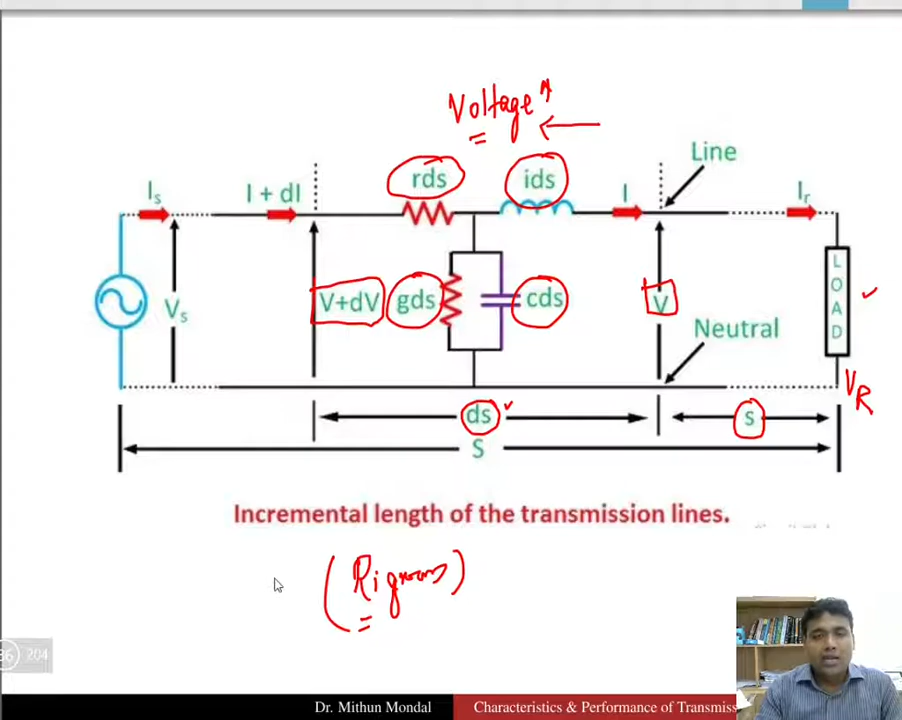 Voltage
Line
rds
ids
Is
I + dI
I
Ir
V+dV
gds
cds
V
Vs
LOAD
Neutral
VR
ds
s
S
Incremental length of the transmission lines.
(Rigorous)
204
Dr. Mithun Mondal
Characteristics & Performance of Transmiss